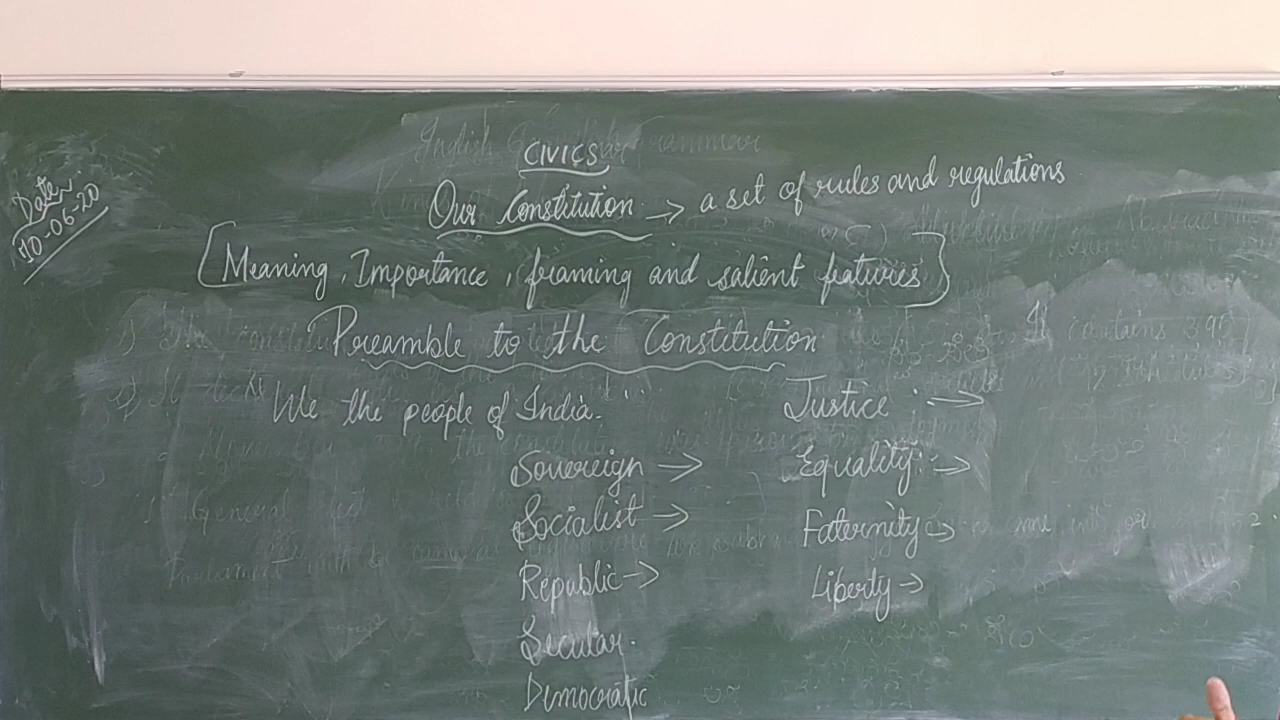 Date
10-06-20
CIVICS
Our Constitution → a set of rules and regulations
[Meaning, Importance, framing and salient features]
Preamble to the Constitution
We the people of India.
Sovereign →
Socialist →
Republic →
Secular.
Democratic
Justice : →
Equality : →
Faternity →
Liberty →